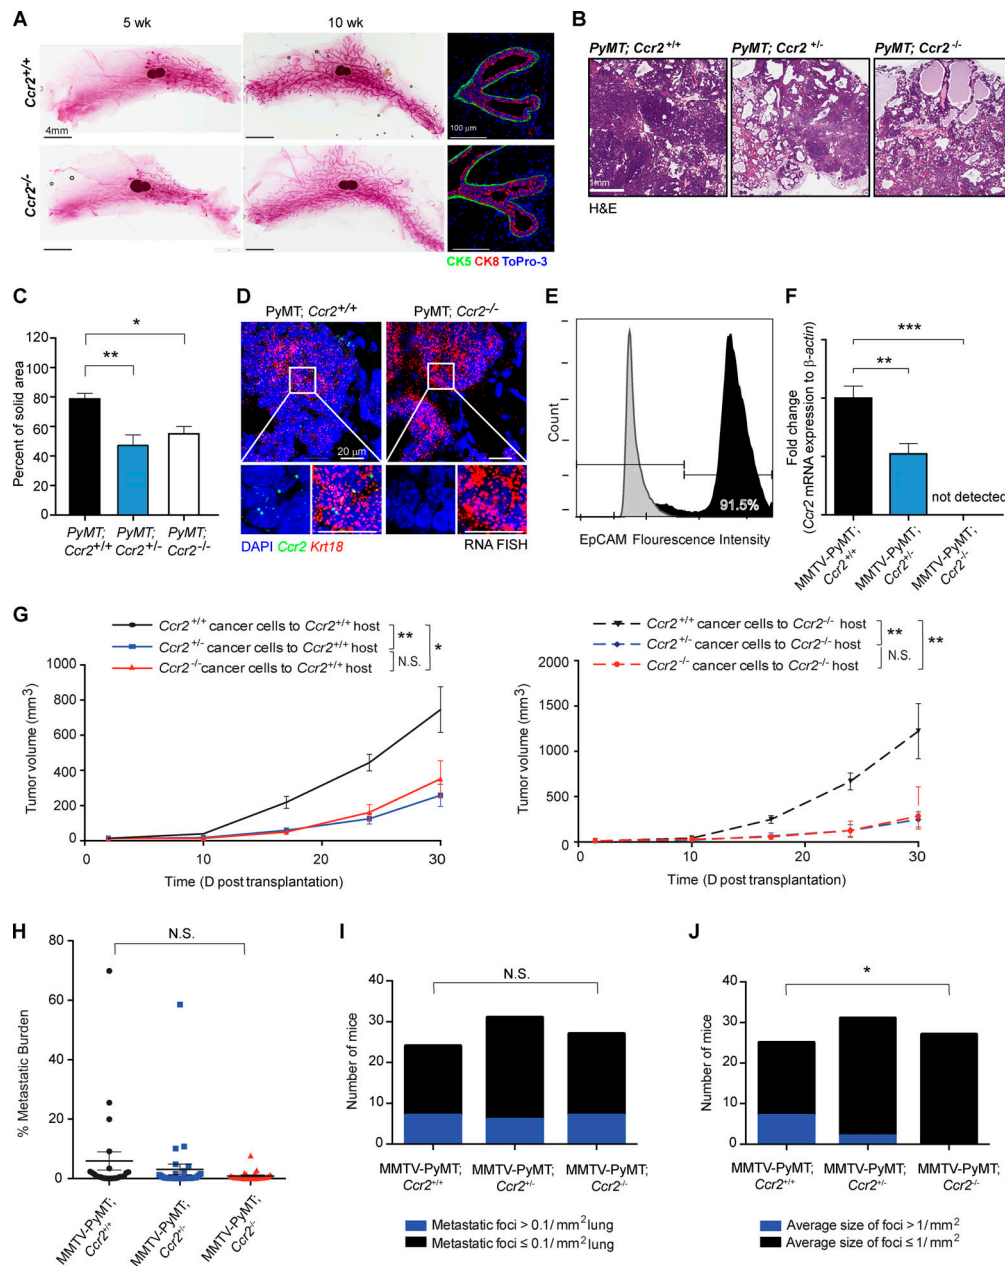 A
5 wk
10 wk
Ccr2+/+
4mm
100 µm
Ccr2-/-
CK5 CK8 ToPro-3
B
PyMT; Ccr2 +/+
PyMT; Ccr2 +/-
PyMT; Ccr2 -/-
1mm
H&E
C
Percent of solid area
120
100
80
60
40
20
0
*
**
PyMT; Ccr2+/+
PyMT; Ccr2+/-
PyMT; Ccr2-/-
D
PyMT; Ccr2+/+
PyMT; Ccr2-/-
20 µm
DAPI Ccr2 Krt18
RNA FISH
E
Count
91.5%
EpCAM Flourescence Intensity
F
Fold change
(Ccr2 mRNA expression to β-actin)
***
**
not detected
MMTV-PyMT; Ccr2+/+
MMTV-PyMT; Ccr2+/-
MMTV-PyMT; Ccr2-/-
G
Ccr2+/+ cancer cells to Ccr2+/+ host
Ccr2+/- cancer cells to Ccr2+/+ host
Ccr2-/- cancer cells to Ccr2+/+ host
**
N.S.
*
Tumor volume (mm3)
1000
800
600
400
200
0
0 10 20 30
Time (D post transplantation)
Ccr2+/+ cancer cells to Ccr2-/- host
Ccr2+/- cancer cells to Ccr2-/- host
Ccr2-/- cancer cells to Ccr2-/- host
**
N.S.
**
Tumor volume (mm3)
2000
1500
1000
500
0
0 10 20 30
Time (D post transplantation)
H
N.S.
% Metastatic Burden
80
60
40
20
0
MMTV-PyMT; Ccr2+/+
MMTV-PyMT; Ccr2+/-
MMTV-PyMT; Ccr2-/-
I
N.S.
Number of mice
40
30
20
10
0
MMTV-PyMT; Ccr2+/+
MMTV-PyMT; Ccr2+/-
MMTV-PyMT; Ccr2-/-
Metastatic foci > 0.1/ mm2 lung
Metastatic foci ≤ 0.1/ mm2 lung
J
*
Number of mice
40
30
20
10
0
MMTV-PyMT; Ccr2+/+
MMTV-PyMT; Ccr2+/-
MMTV-PyMT; Ccr2-/-
Average size of foci > 1/ mm2
Average size of foci ≤ 1/ mm2